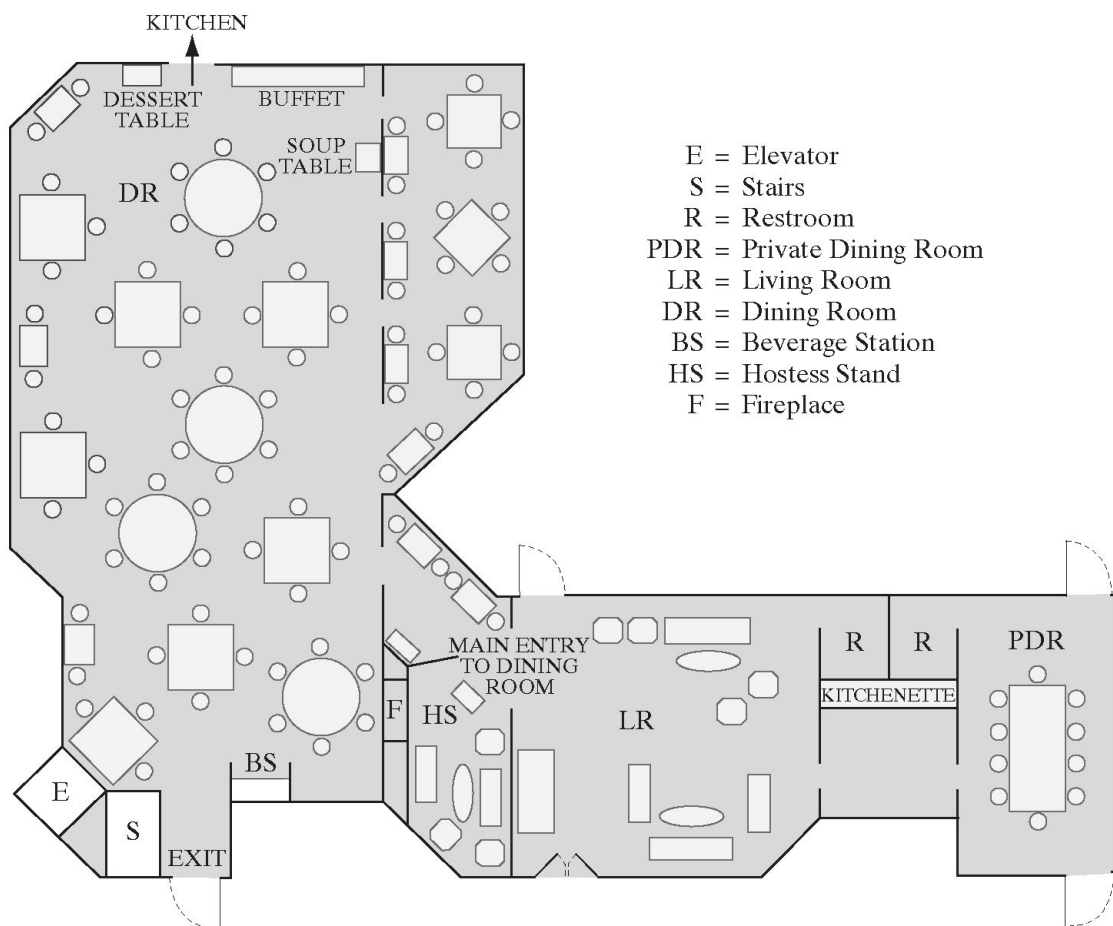 KITCHEN
DESSERT
TABLE
BUFFET
SOUP
TABLE
DR
E = Elevator
S = Stairs
R = Restroom
PDR = Private Dining Room
LR = Living Room
DR = Dining Room
BS = Beverage Station
HS = Hostess Stand
F = Fireplace
MAIN ENTRY
TO DINING
ROOM
R
R
PDR
KITCHENETTE
F
HS
LR
BS
E
S
EXIT